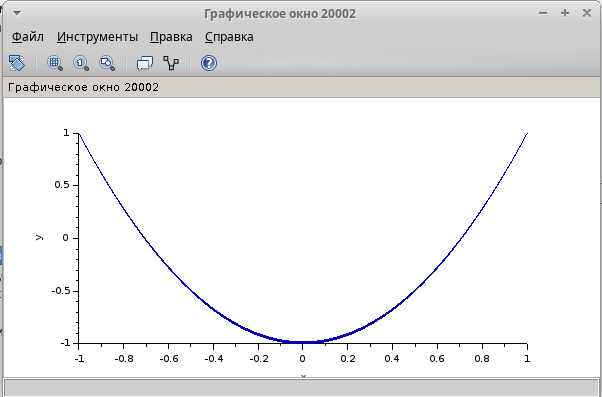 Графическое окно 20002
Файл Инструменты Правка Справка
Графическое окно 20002
1
0.5
y
0
-0.5
-1
-1 -0.8 -0.6 -0.4 -0.2 0 0.2 0.4 0.6 0.8 1